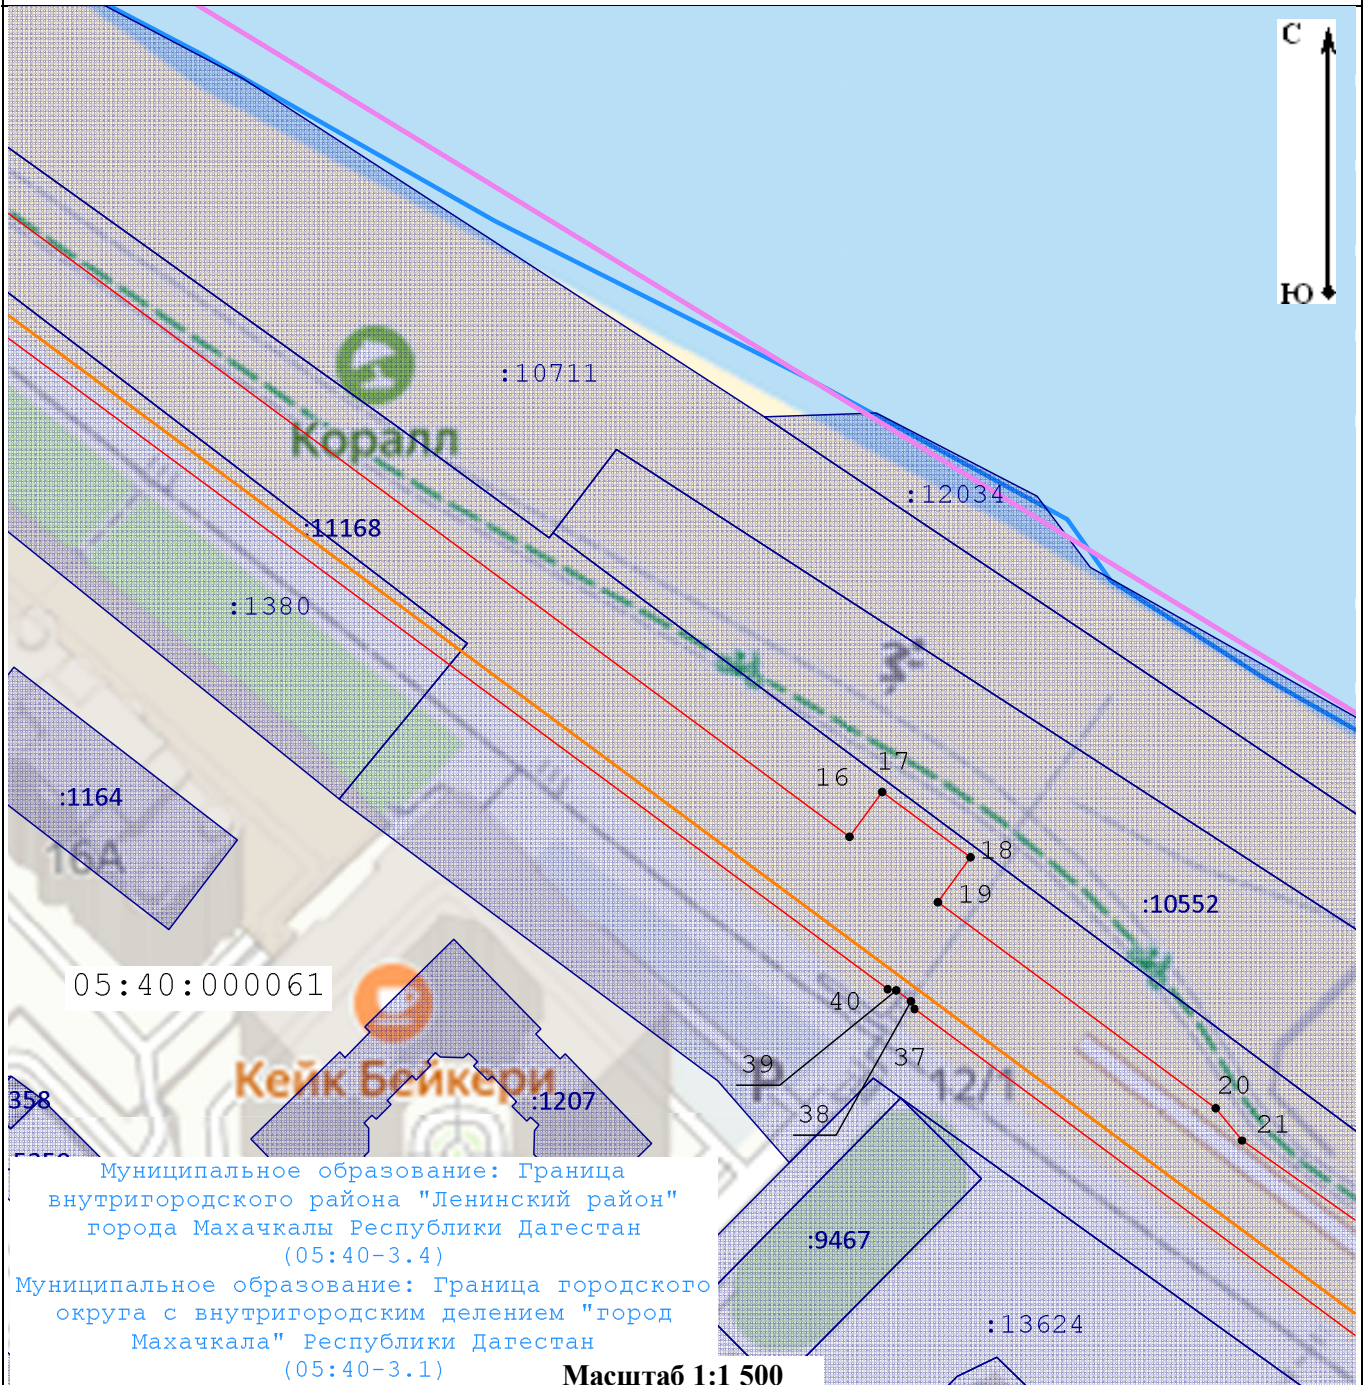 С
Ю
:10711
Коралл
:12034
:11168
:1380
17
16
:1164
16А
18
19
:10552
05:40:000061
40
39
37
Кейк Бейкери
Р
12/1
:1207
358
38
20
21
Муниципальное образование: Граница
внутригородского района "Ленинский район"
города Махачкалы Республики Дагестан
(05:40-3.4)
Муниципальное образование: Граница городского
округа с внутригородским делением "город
Махачкала" Республики Дагестан
(05:40-3.1)
:9467
:13624
Масштаб 1:1 500